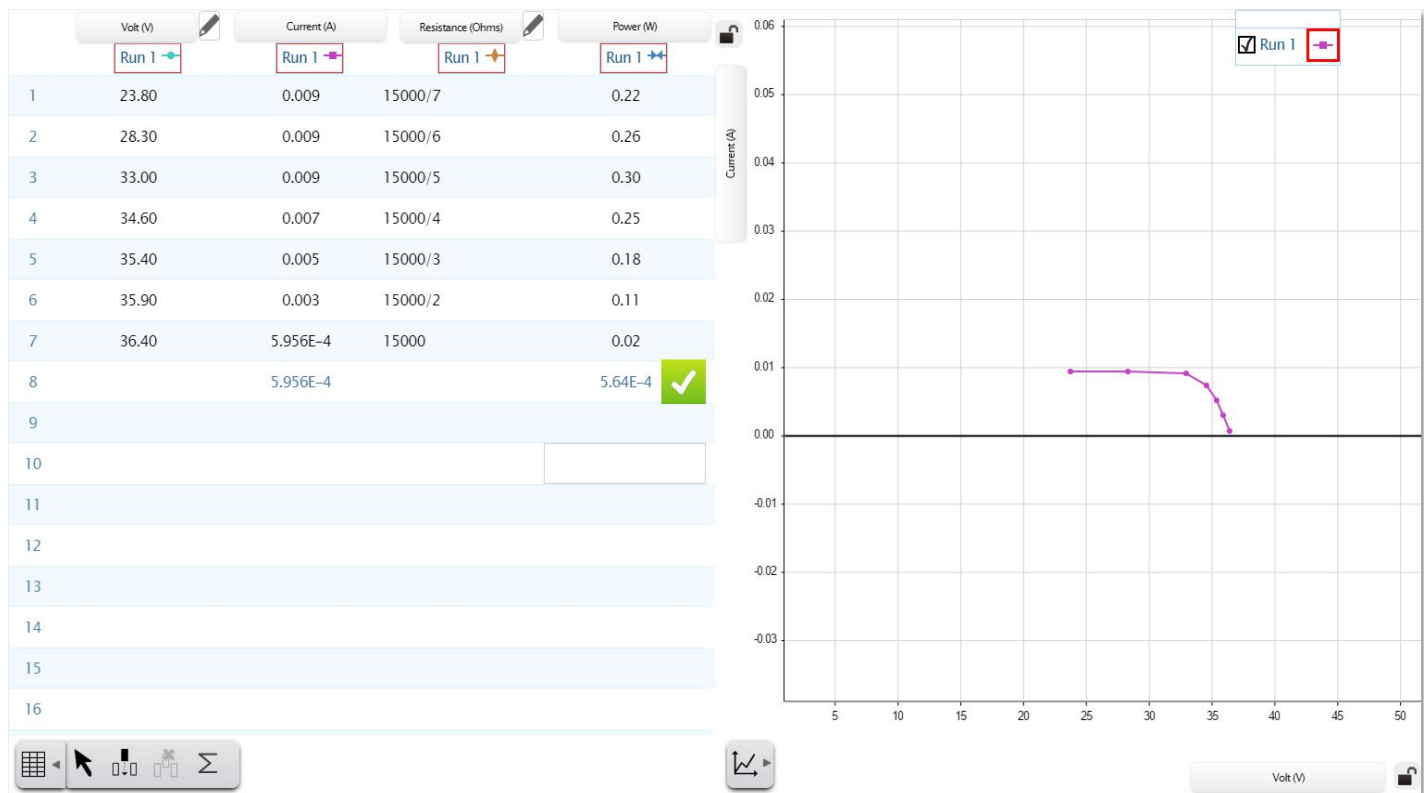 Volt (V) Current (A) Resistance (Ohms) Power (W)
Run 1 Run 1 Run 1 Run 1
1 23.80 0.009 15000/7 0.22
2 28.30 0.009 15000/6 0.26
3 33.00 0.009 15000/5 0.30
4 34.60 0.007 15000/4 0.25
5 35.40 0.005 15000/3 0.18
6 35.90 0.003 15000/2 0.11
7 36.40 5.956E-4 15000 0.02
8 5.956E-4 5.64E-4
9
10
11
12
13
14
15
16
Σ
Run 1
Current (A)
0.06
0.05
0.04
0.03
0.02
0.01
0.00
-0.01
-0.02
-0.03
5 10 15 20 25 30 35 40 45 50
Volt (V)